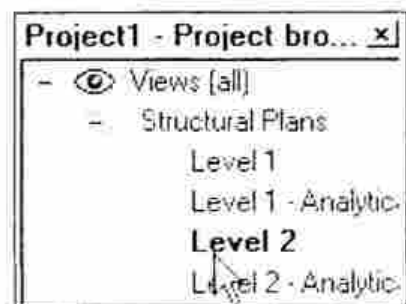 Project1 - Project bro...
Views (all)
Structural Plans
Level 1
Level 1 - Analytic
Level 2
Level 2 - Analytic